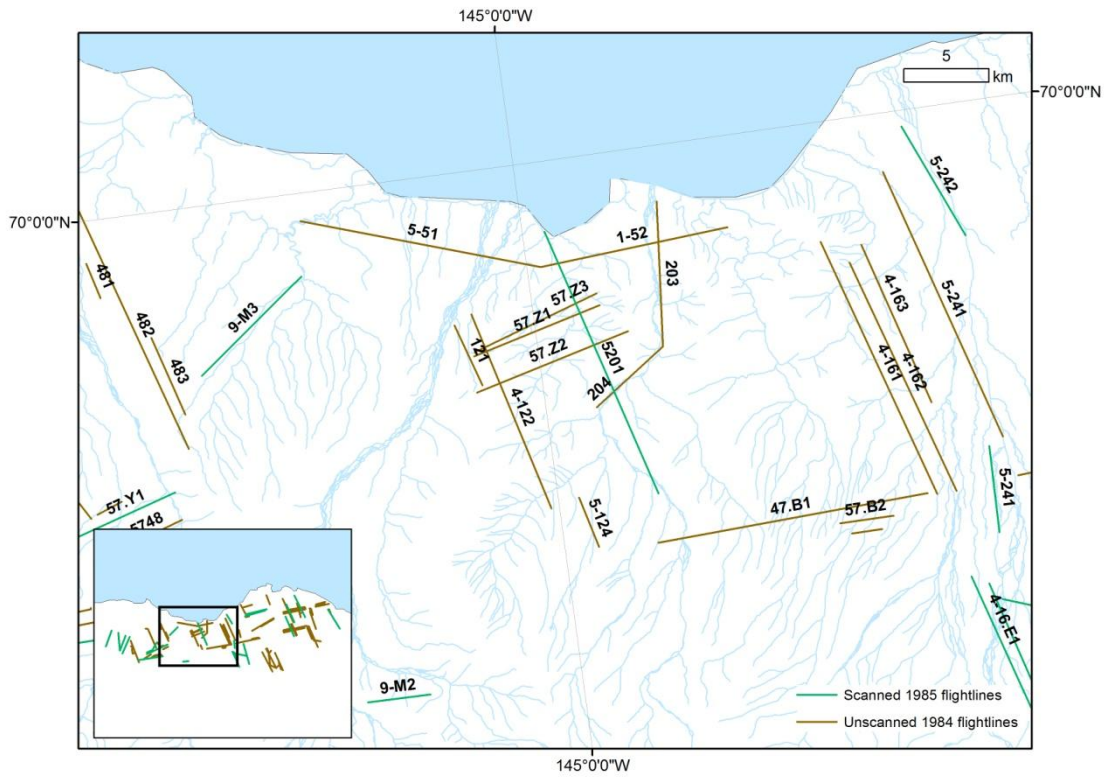 145°0'0"W
5
km
70°0'0"N
70°0'0"N
5-242
5-51
1-52
481
203
9-M3
57.Z3
4-163
5-241
482
57.Z1
121
57.Z2
5201
483
4-161
4-162
204
4-122
57.Y1
5748
5-124
47.B1
57.B2
5-241
4-16.E1
9-M2
Scanned 1985 flightlines
Unscanned 1984 flightlines
145°0'0"W